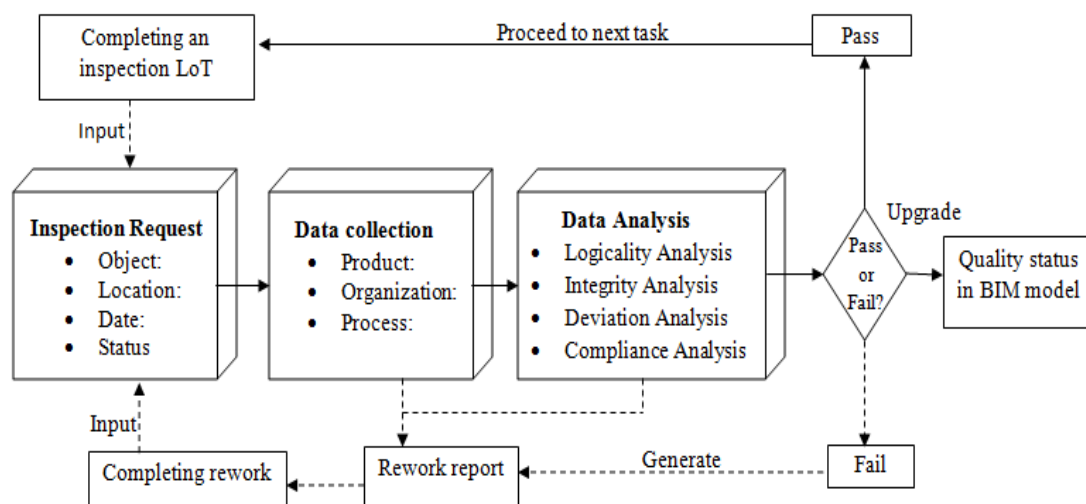 Completing an
inspection LoT
Proceed to next task
Pass
Input
Inspection Request
• Object:
• Location:
• Date:
• Status
Data collection
• Product:
• Organization:
• Process:
Data Analysis
• Logicality Analysis
• Integrity Analysis
• Deviation Analysis
• Compliance Analysis
Pass
or
Fail?
Upgrade
Quality status
in BIM model
Input
Completing rework
Rework report
Generate
Fail